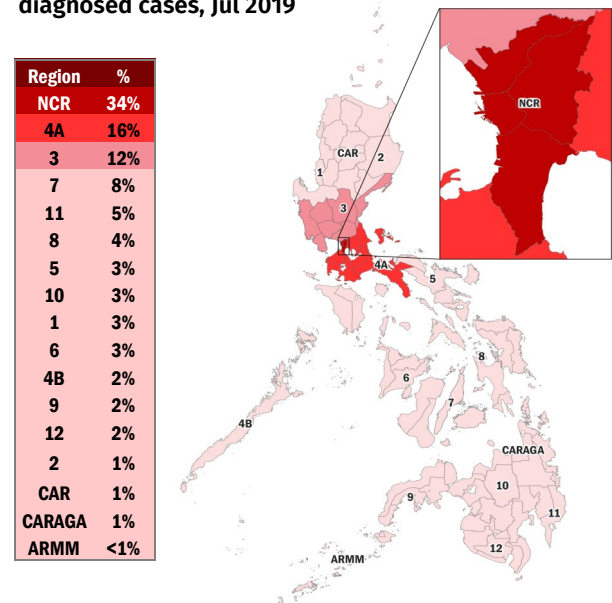 diagnosed cases, Jul 2019
Region %
NCR 34%
4A 16%
3 12%
7 8%
11 5%
8 4%
5 3%
10 3%
1 3%
6 3%
4B 2%
9 2%
12 2%
2 1%
CAR 1%
CARAGA 1%
ARMM <1%
NCR
CAR
2
1
3
4A
5
8
6
7
4B
CARAGA
10
9
11
12
ARMM